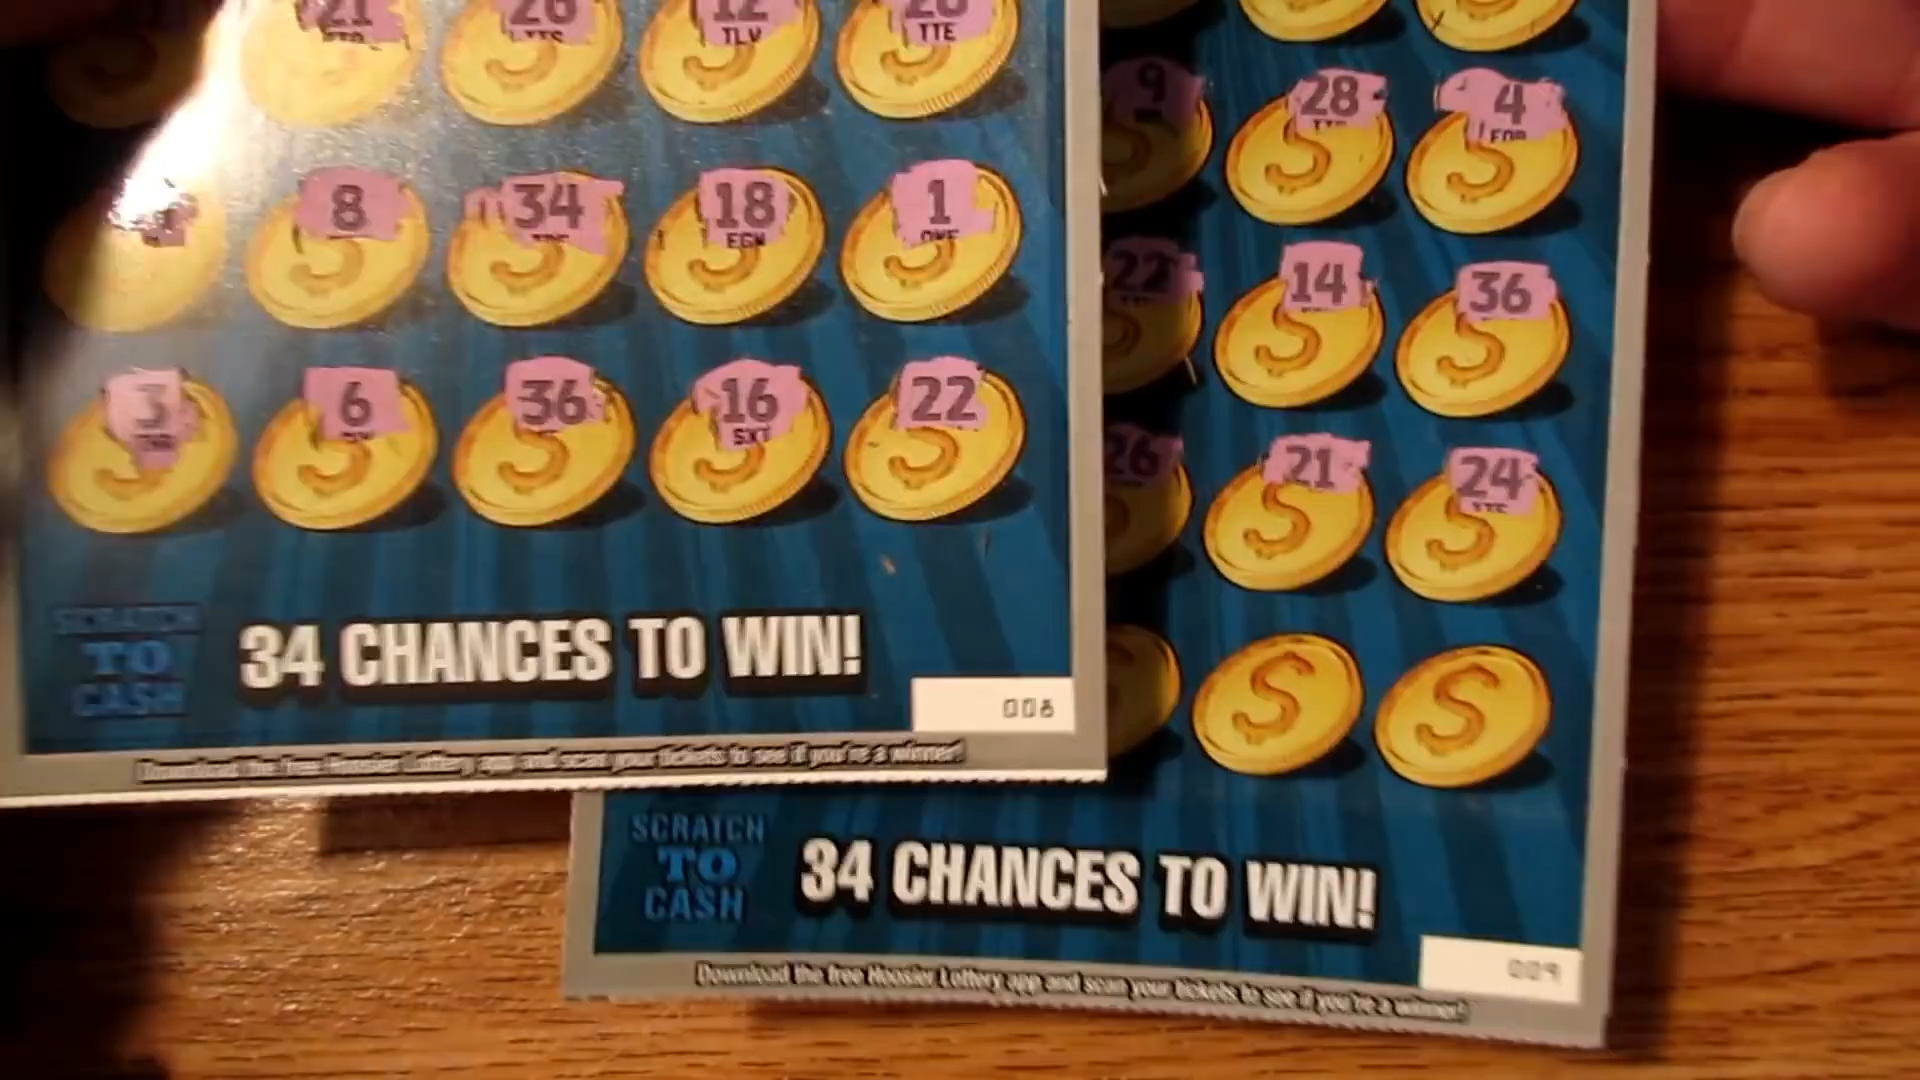 21 26 12
TLV TTE
8 34 18 1
EGN
3 6 36 16 22
SXT
SCRATCH
TO
CASH
34 CHANCES TO WIN!
008
Download the free Hoosier Lottery app and scan your tickets to see if you're a winner!
9 28 4
FOR
22 14 36
26 21 24
SCRATCH
TO
CASH
34 CHANCES TO WIN!
009
Download the free Hoosier Lottery app and scan your tickets to see if you're a winner!